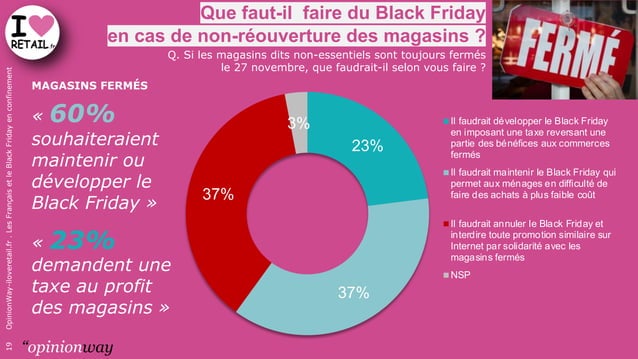 I
RETAIL.fr
Que faut-il faire du Black Friday
en cas de non-réouverture des magasins ?
Q. Si les magasins dits non-essentiels sont toujours fermés
le 27 novembre, que faudrait-il selon vous faire ?
FERMÉ
MAGASINS FERMÉS
« 60%
souhaiteraient
maintenir ou
développer le
Black Friday »
« 23%
demandent une
taxe au profit
des magasins »
3%
23%
37%
37%
Il faudrait développer le Black Friday
en imposant une taxe reversant une
partie des bénéfices aux commerces
fermés
Il faudrait maintenir le Black Friday qui
permet aux ménages en difficulté de
faire des achats à plus faible coût
Il faudrait annuler le Black Friday et
interdire toute promotion similaire sur
Internet par solidarité avec les
magasins fermés
NSP
19 OpinionWay-iloveretail.fr . Les Français et le Black Friday en confinement
“opinionway